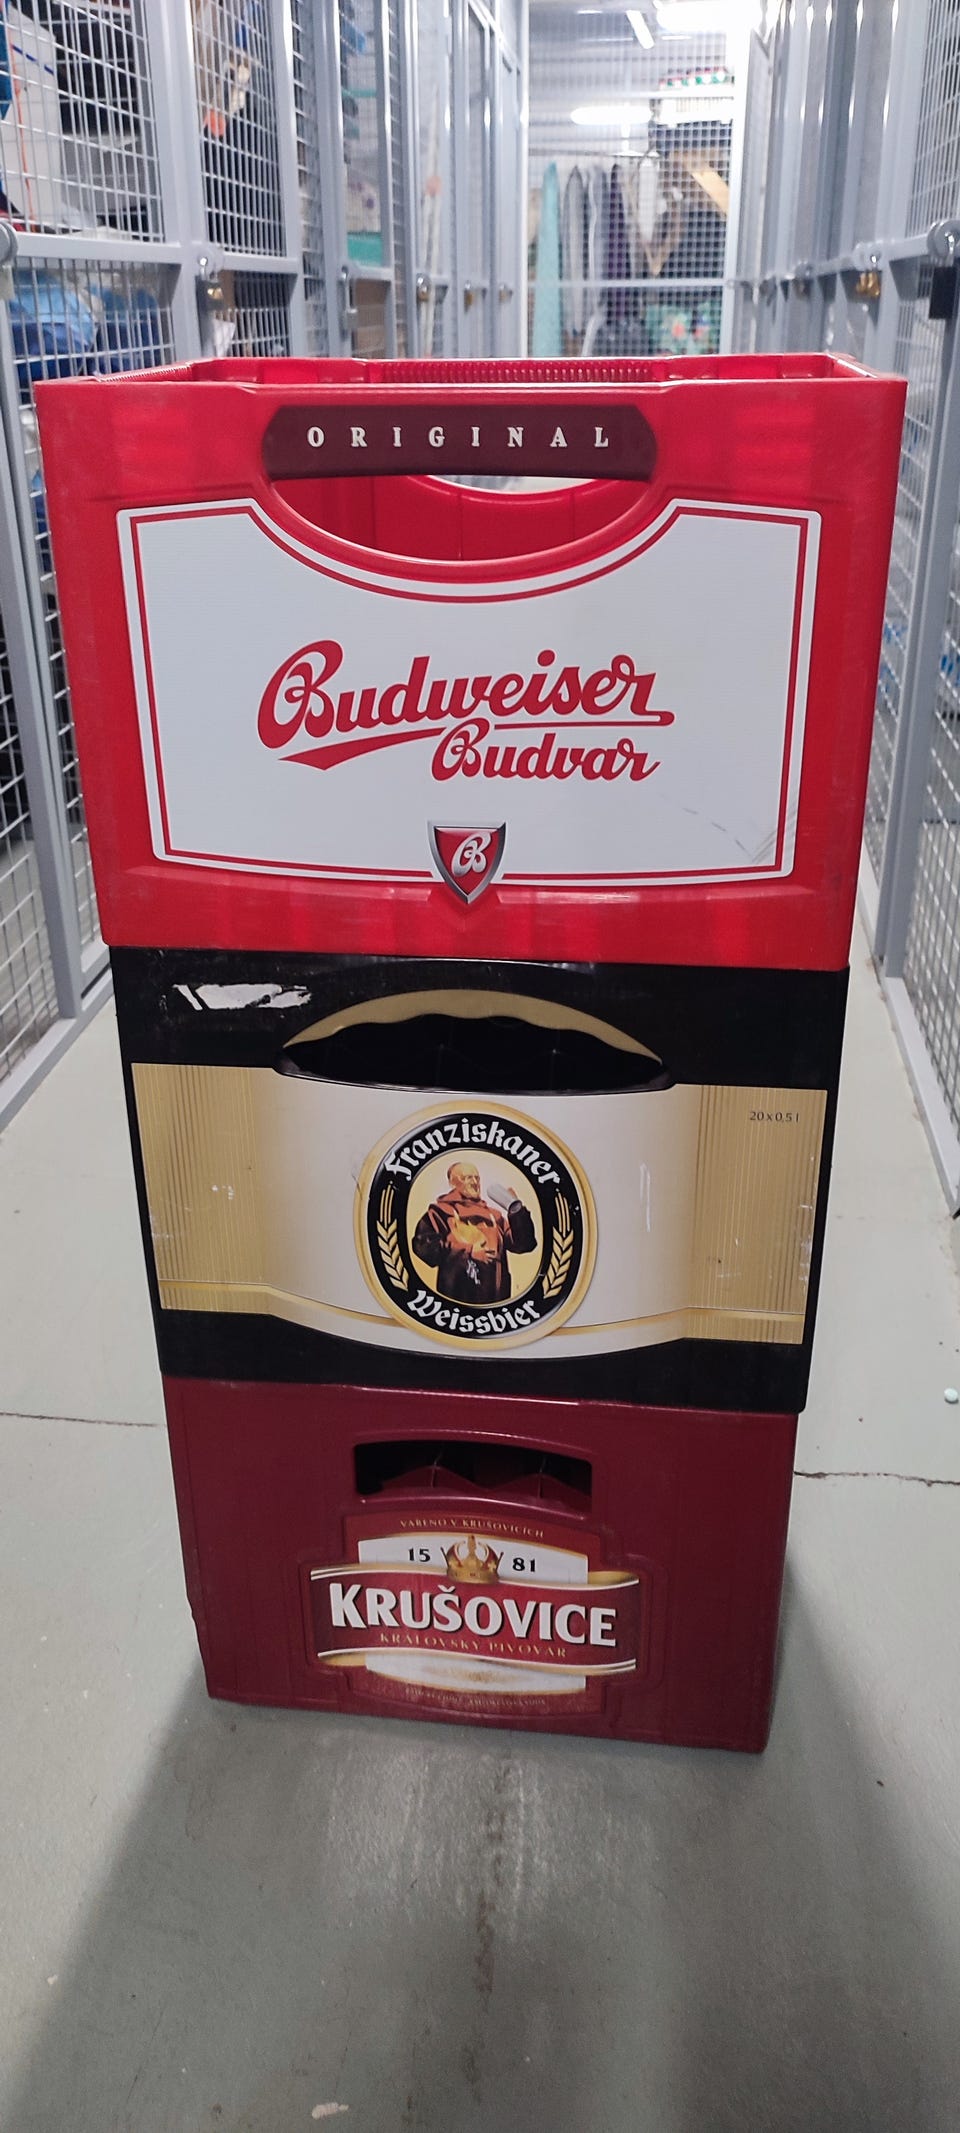 ORIGINAL
Budweiser
Budvar
B
20 x 0,5 l
Franziskaner
Weissbier
VAŘENO V KRUŠOVICÍCH
15 81
KRUŠOVICE
KRÁLOVSKÝ PIVOVAR